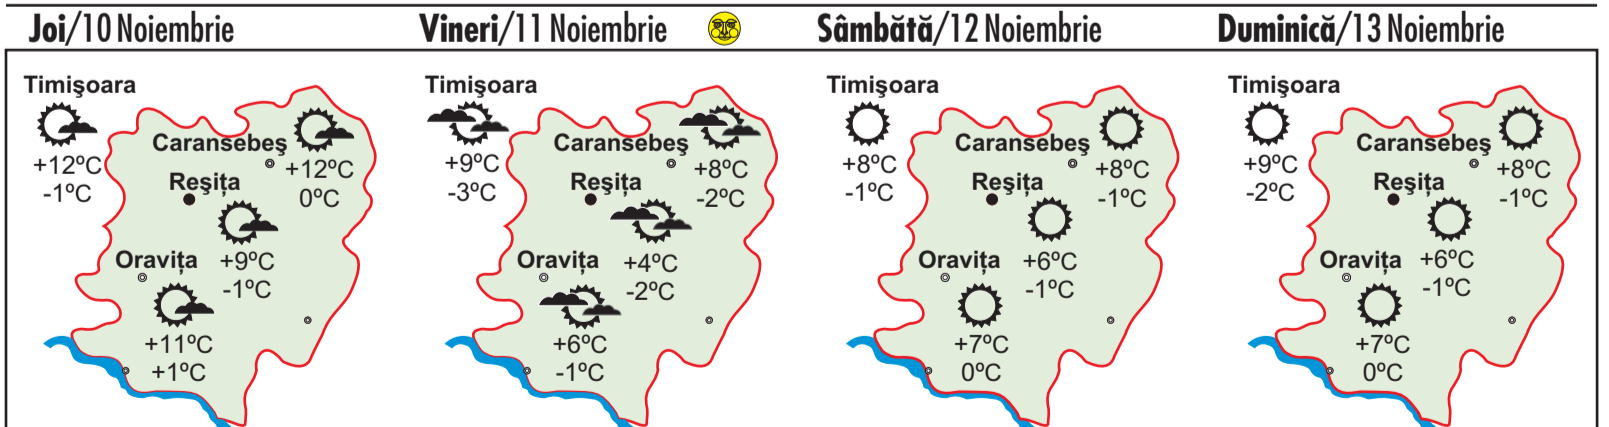 Joi/10 Noiembrie
Timişoara
+12ºC
-1ºC
Caransebeş
+12ºC
0ºC
Reşiţa
+9ºC
-1ºC
Oraviţa
+11ºC
+1ºC
Vineri/11 Noiembrie
Timişoara
+9ºC
-3ºC
Caransebeş
+8ºC
-2ºC
Reşiţa
+4ºC
-2ºC
Oraviţa
+6ºC
-1ºC
Sâmbătă/12 Noiembrie
Timişoara
+8ºC
-1ºC
Caransebeş
+8ºC
-1ºC
Reşiţa
+6ºC
-1ºC
Oraviţa
+7ºC
0ºC
Duminică/13 Noiembrie
Timişoara
+9ºC
-2ºC
Caransebeş
+8ºC
-1ºC
Reşiţa
+6ºC
-1ºC
Oraviţa
+7ºC
0ºC